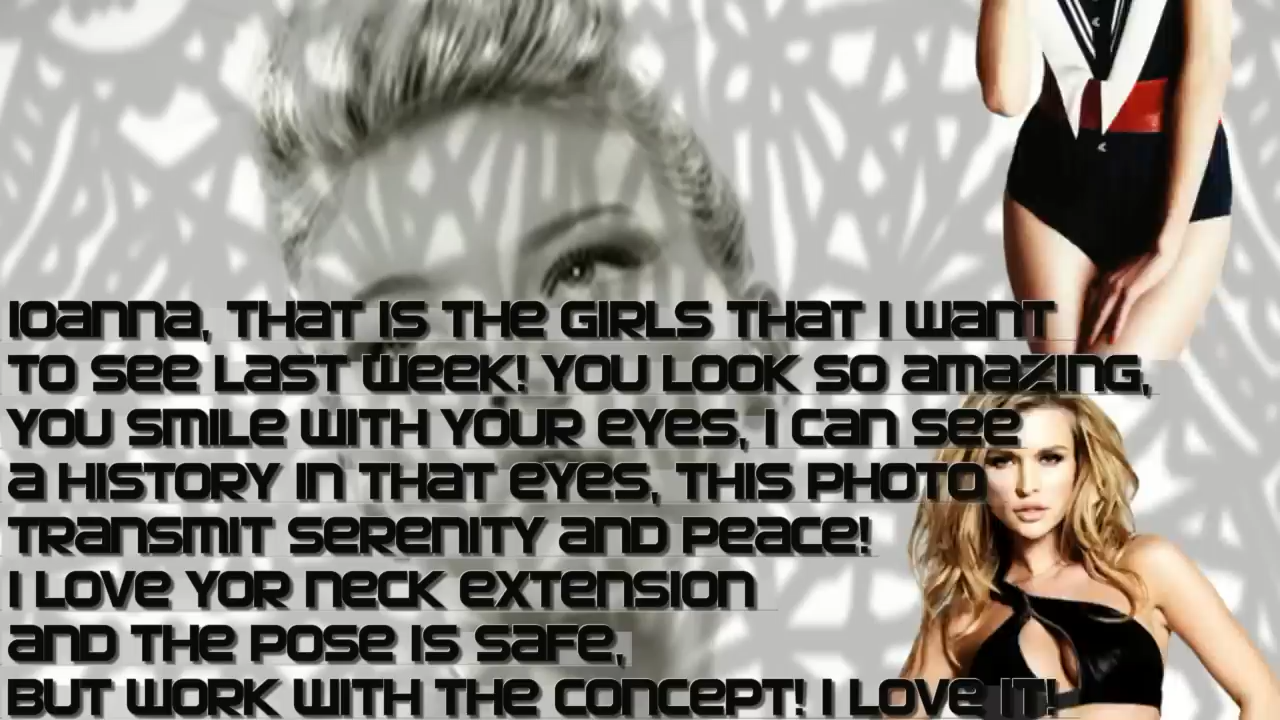 IOANNA, THAT IS THE GIRLS THAT I WANT
TO SEE LAST WEEK! YOU LOOK SO AMAZING,
YOU SMILE WITH YOUR EYES, I CAN SEE
A HISTORY IN THAT EYES, THIS PHOTO
TRANSMIT SERENITY AND PEACE!
I LOVE YOR NECK EXTENSION
AND THE POSE IS SAFE,
BUT WORK WITH THE CONCEPT! I LOVE IT!